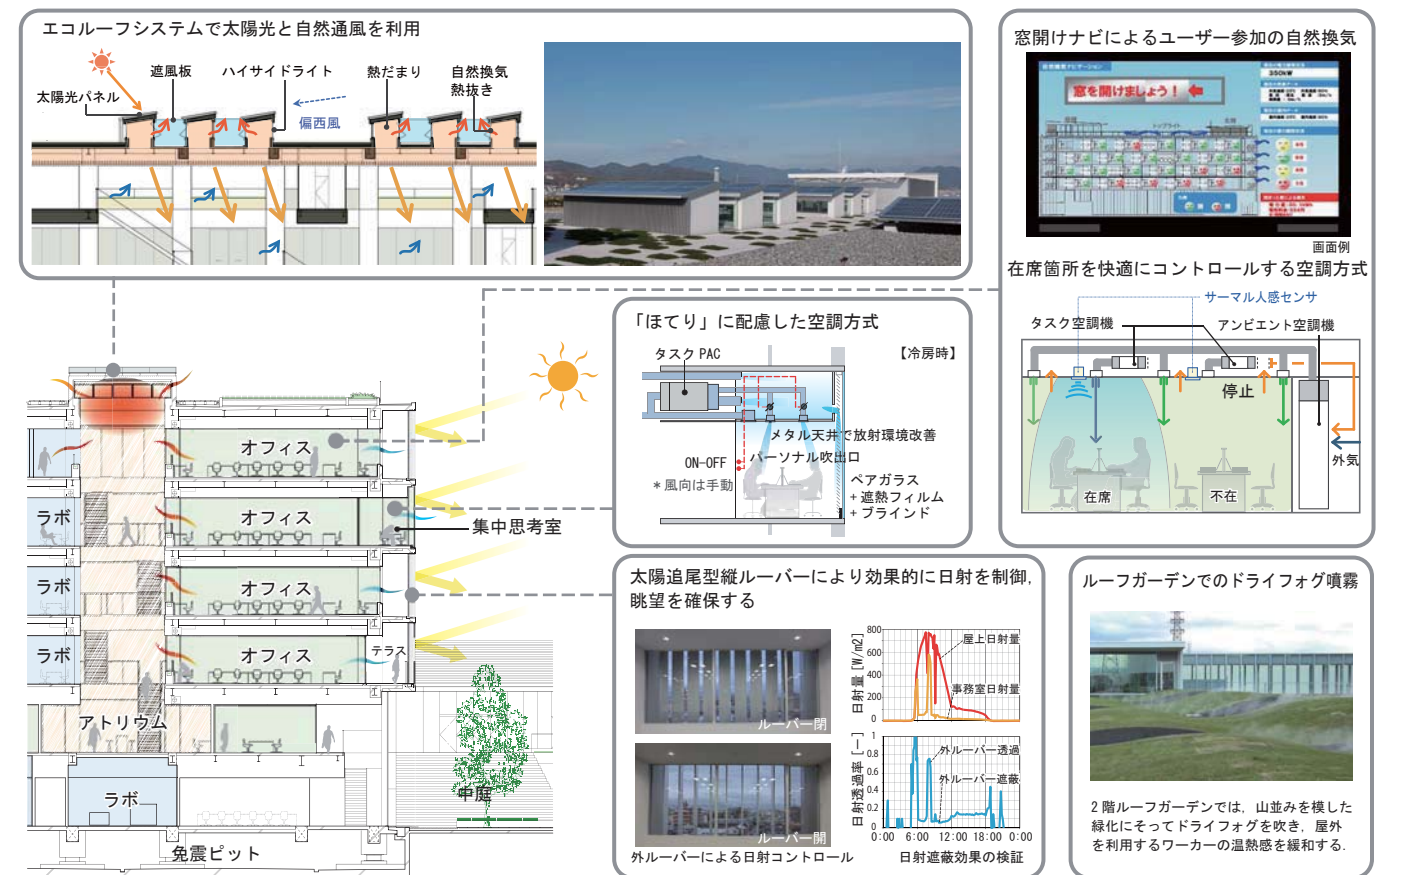 エコルーフシステムで太陽光と自然通風を利用
遮風板
ハイサイドライト
熱だまり
自然換気
熱抜き
太陽光パネル
偏西風
窓開けナビによるユーザー参加の自然換気
窓を開けましょう！
350kW
トップライト
画面例
在席箇所を快適にコントロールする空調方式
サーマル人感センサ
タスク空調機
アンビエント空調機
停止
外気
在席
不在
「ほてり」に配慮した空調方式
タスク PAC
【冷房時】
メタル天井で放射環境改善
パーソナル吹出口
ON-OFF
＊風向は手動
ペアガラス
+ 遮熱フィルム
+ ブラインド
オフィス
ラボ
オフィス
集中思考室
ラボ
オフィス
ラボ
オフィス
テラス
アトリウム
ラボ
中庭
免震ピット
太陽追尾型縦ルーバーにより効果的に日射を制御，
眺望を確保する
ルーバー閉
ルーバー開
外ルーバーによる日射コントロール
日射量 [W/m2]
800
600
400
200
0
屋上日射量
事務室日射量
日射透過率 [－]
1
0.8
0.6
0.4
0.2
0
外ルーバー透過
外ルーバー遮蔽
0:00 6:00 12:00 18:00 0:00
日射遮蔽効果の検証
ルーフガーデンでのドライフォグ噴霧
2 階ルーフガーデンでは，山並みを模した
緑化にそってドライフォグを吹き，屋外
を利用するワーカーの温熱感を緩和する．